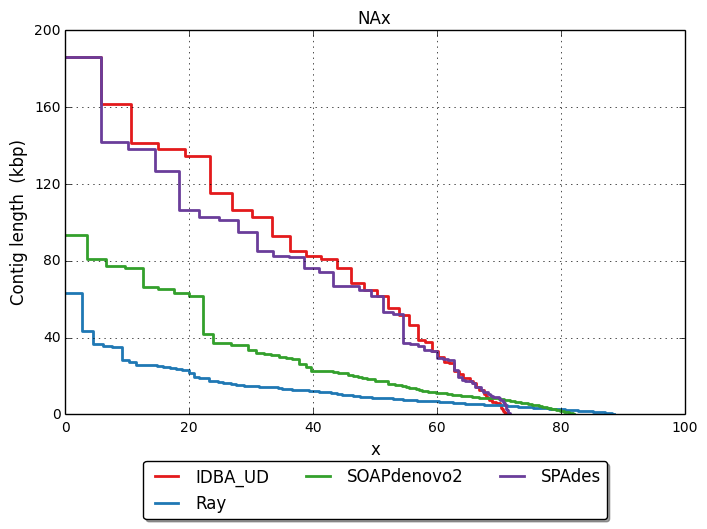 NAx
200
160
120
80
40
0
Contig length (kbp)
0 20 40 60 80 100
x
IDBA_UD SOAPdenovo2 SPAdes
Ray